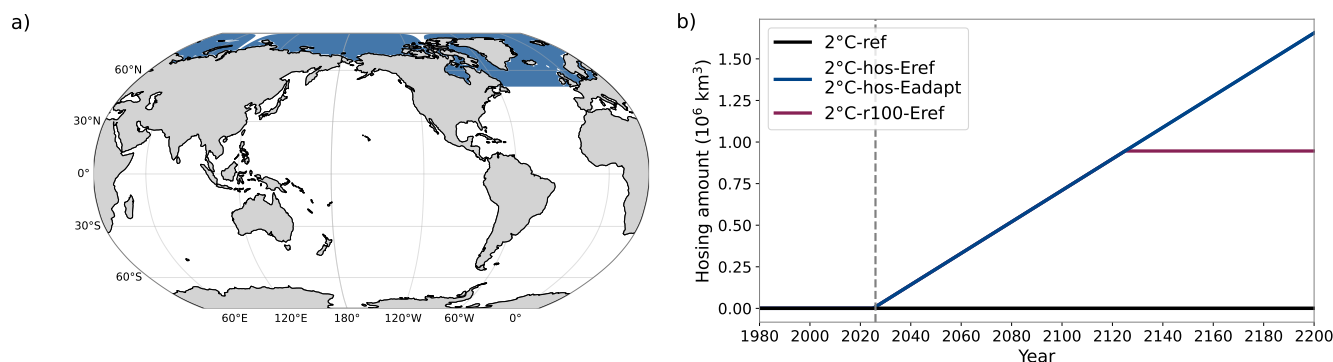 a)
60°N
30°N
0°
30°S
60°S
60°E 120°E 180° 120°W 60°W 0°
b)
Hosing amount (10⁶ km³)
1.50
1.25
1.00
0.75
0.50
0.25
0.00
2°C-ref
2°C-hos-Eref
2°C-hos-Eadapt
2°C-r100-Eref
1980 2000 2020 2040 2060 2080 2100 2120 2140 2160 2180 2200
Year